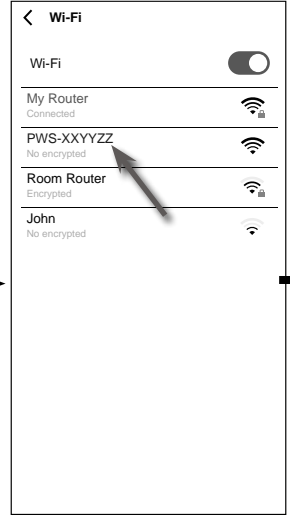 Wi-Fi
Wi-Fi
My Router
Connected
PWS-XXYYZZ
No encrypted
Room Router
Encrypted
John
No encrypted